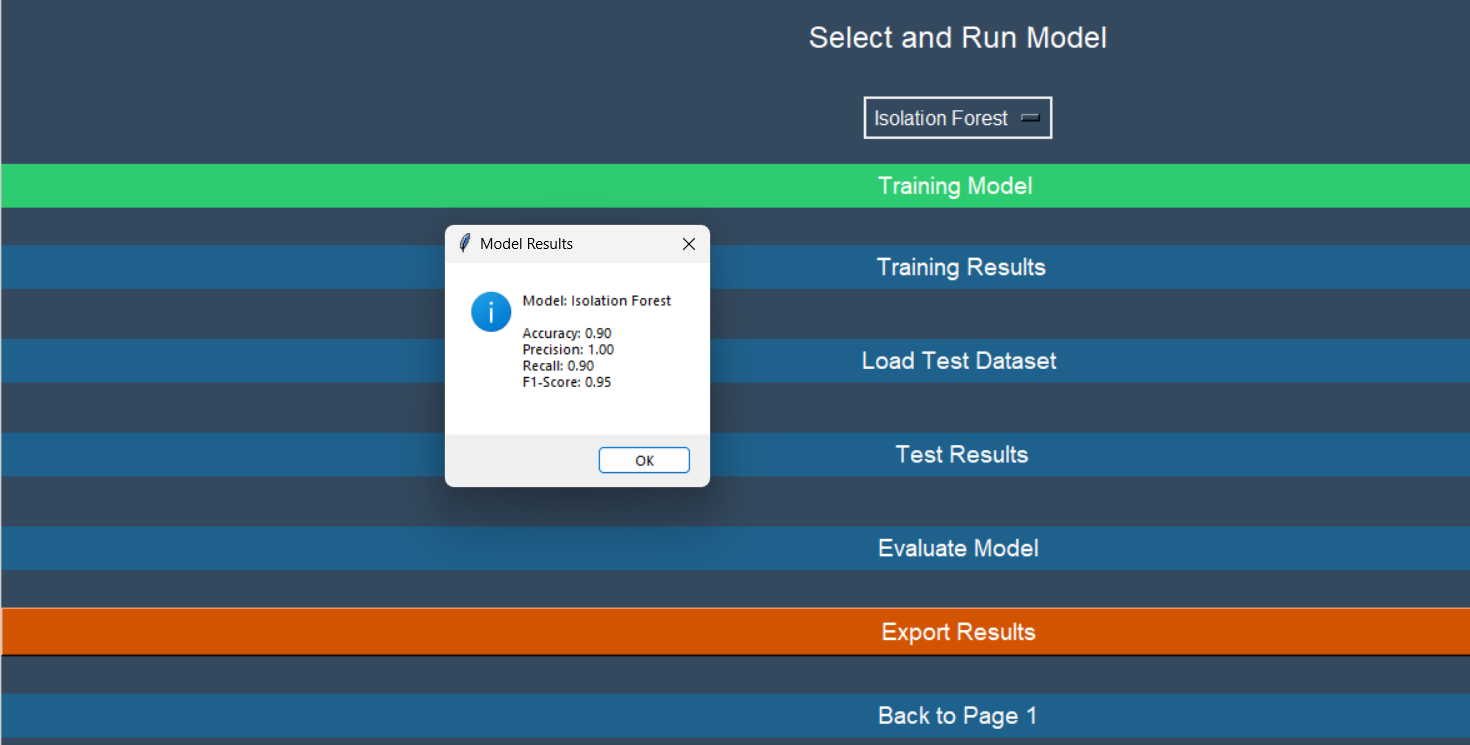 Select and Run Model
Isolation Forest
Training Model
Model Results
Training Results
Model: Isolation Forest
Accuracy: 0.90
Precision: 1.00
Recall: 0.90
F1-Score: 0.95
OK
Load Test Dataset
Test Results
Evaluate Model
Export Results
Back to Page 1